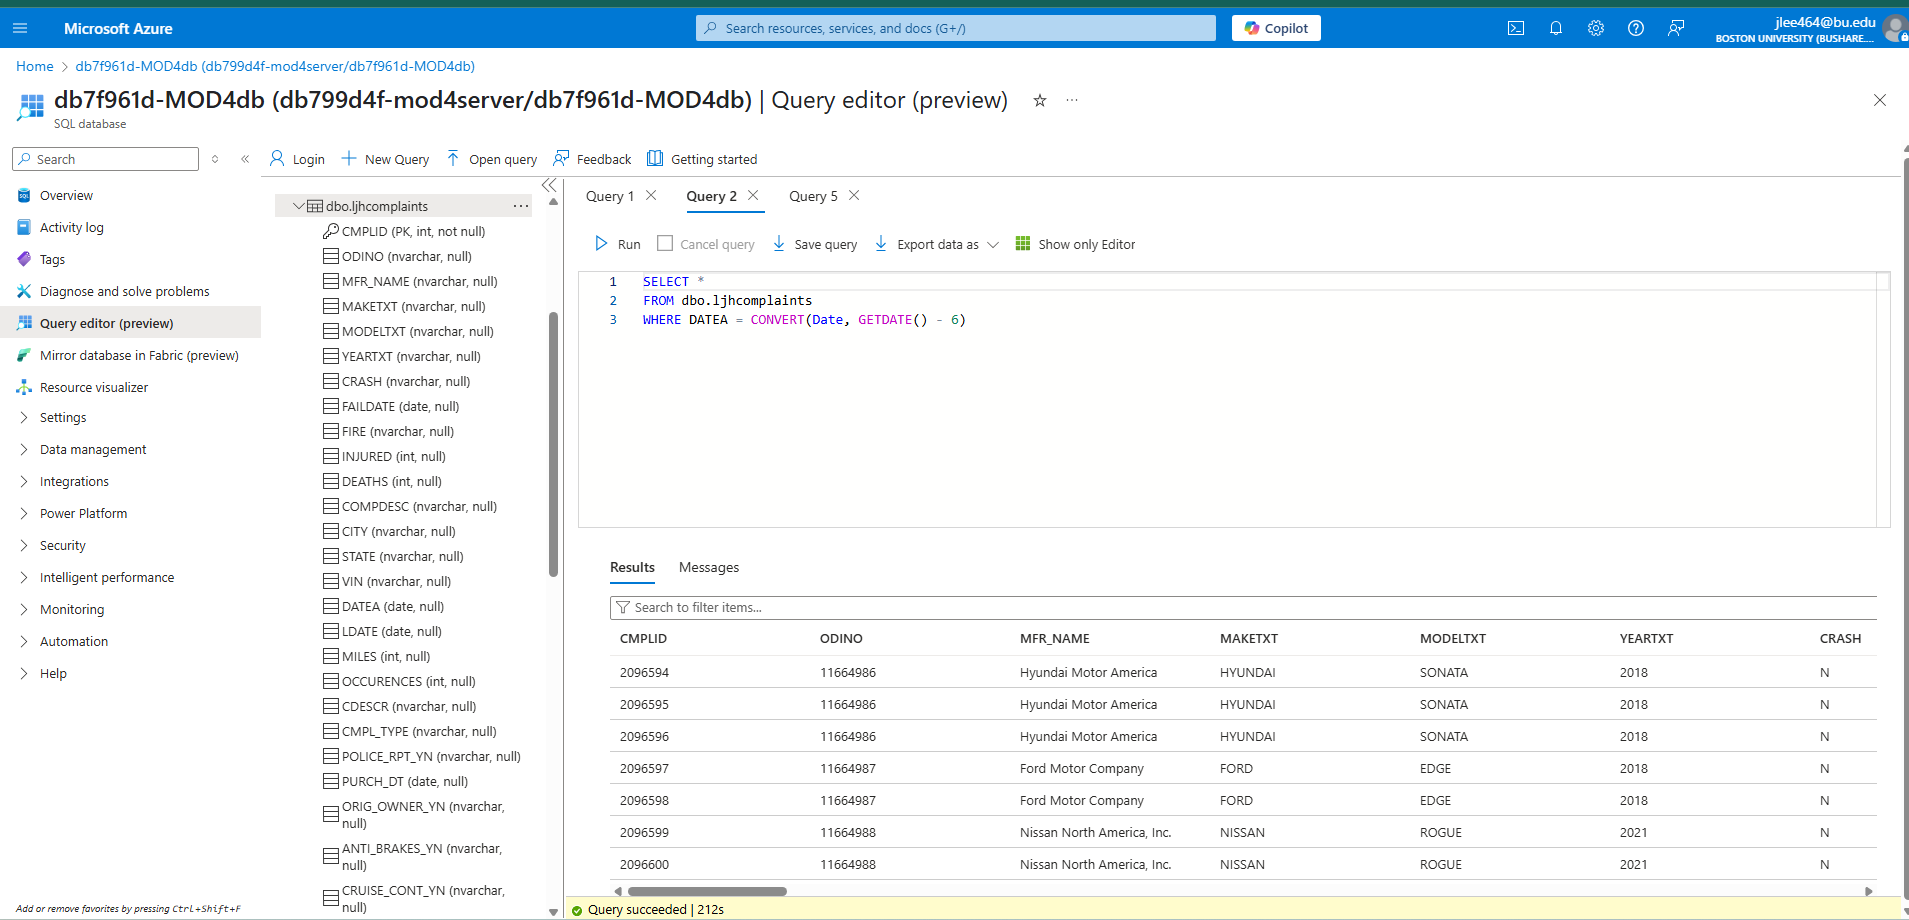 Microsoft Azure
Search resources, services, and docs (G+/)
Copilot
jlee464@bu.edu
BOSTON UNIVERSITY (BUSHARE....
Home > db7f961d-MOD4db (db799d4f-mod4server/db7f961d-MOD4db)
db7f961d-MOD4db (db799d4f-mod4server/db7f961d-MOD4db) | Query editor (preview)
SQL database
Search
Overview
Activity log
Tags
Diagnose and solve problems
Query editor (preview)
Mirror database in Fabric (preview)
Resource visualizer
Settings
Data management
Integrations
Power Platform
Security
Intelligent performance
Monitoring
Automation
Help
Add or remove favorites by pressing Ctrl+Shift+F
Login
New Query
Open query
Feedback
Getting started
dbo.ljhcomplaints
CMPLID (PK, int, not null)
ODINO (nvarchar, null)
MFR_NAME (nvarchar, null)
MAKETXT (nvarchar, null)
MODELTXT (nvarchar, null)
YEARTXT (nvarchar, null)
CRASH (nvarchar, null)
FAILDATE (date, null)
FIRE (nvarchar, null)
INJURED (int, null)
DEATHS (int, null)
COMPDESC (nvarchar, null)
CITY (nvarchar, null)
STATE (nvarchar, null)
VIN (nvarchar, null)
DATEA (date, null)
LDATE (date, null)
MILES (int, null)
OCCURENCES (int, null)
CDESCR (nvarchar, null)
CMPL_TYPE (nvarchar, null)
POLICE_RPT_YN (nvarchar, null)
PURCH_DT (date, null)
ORIG_OWNER_YN (nvarchar,
null)
ANTI_BRAKES_YN (nvarchar,
null)
CRUISE_CONT_YN (nvarchar,
null)
Query 1
Query 2
Query 5
Run
Cancel query
Save query
Export data as
Show only Editor
1 SELECT *
2 FROM dbo.ljhcomplaints
3 WHERE DATEA = CONVERT(Date, GETDATE() - 6)
Results
Messages
Search to filter items...
CMPLID ODINO MFR_NAME MAKETXT MODELTXT YEARTXT CRASH
2096594 11664986 Hyundai Motor America HYUNDAI SONATA 2018 N
2096595 11664986 Hyundai Motor America HYUNDAI SONATA 2018 N
2096596 11664986 Hyundai Motor America HYUNDAI SONATA 2018 N
2096597 11664987 Ford Motor Company FORD EDGE 2018 N
2096598 11664987 Ford Motor Company FORD EDGE 2018 N
2096599 11664988 Nissan North America, Inc. NISSAN ROGUE 2021 N
2096600 11664988 Nissan North America, Inc. NISSAN ROGUE 2021 N
Query succeeded | 212s